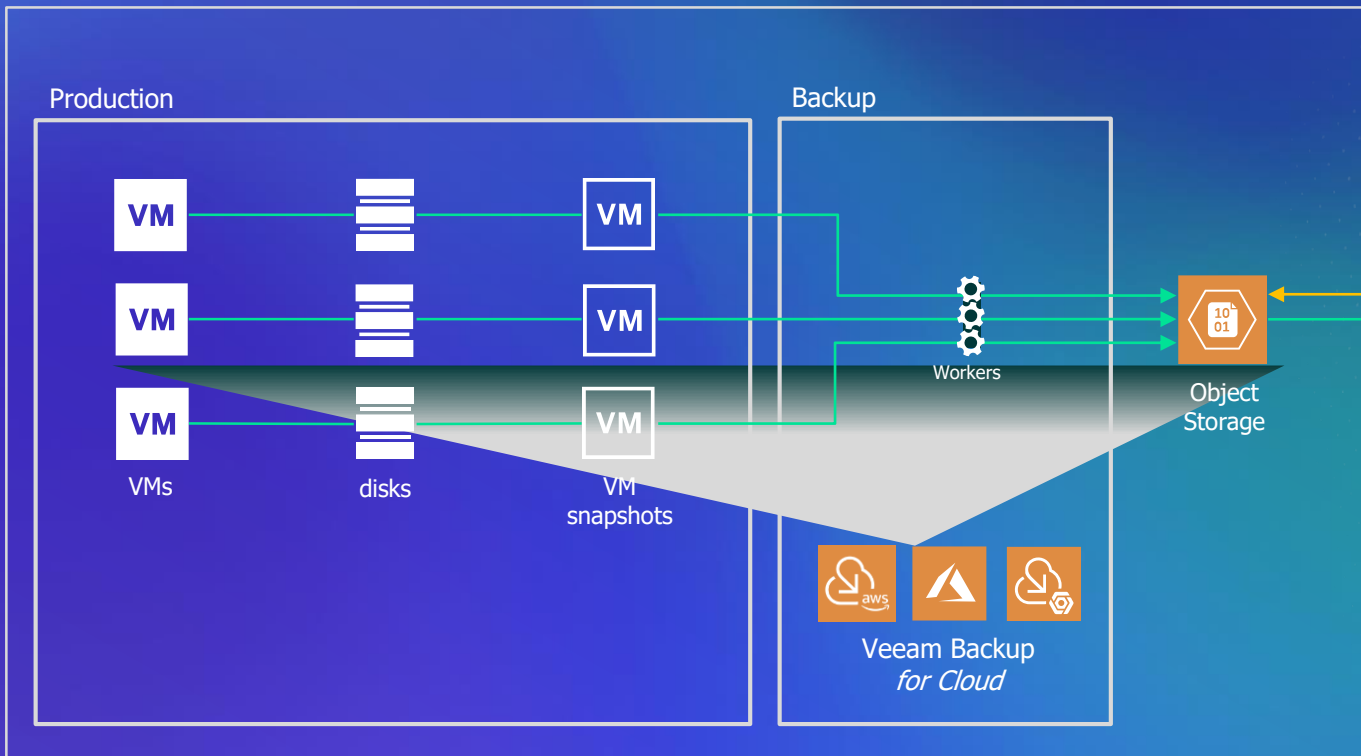 Production
Backup
VM
VM
VM
VM
VM
VM
10
01
Workers
Object
Storage
VMs
disks
VM
snapshots
aws
Veeam Backup
for Cloud